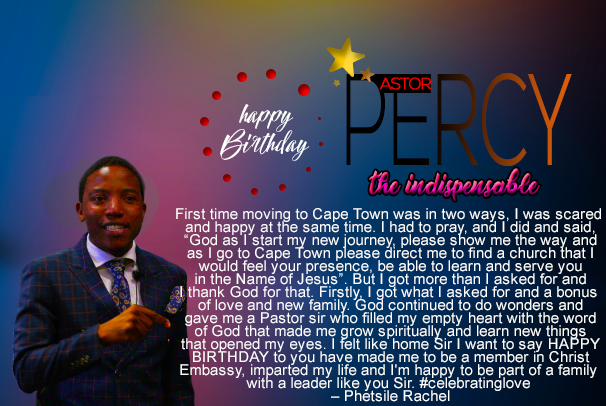 happy
Birthday
PASTOR
PERCY
the indispensable
First time moving to Cape Town was in two ways, I was scared
and happy at the same time. I had to pray, and I did and said,
“God as I start my new journey, please show me the way and
as I go to Cape Town please direct me to find a church that I
would feel your presence, be able to learn and serve you
in the Name of Jesus”. But I got more than I asked for and
I thank God for that. Firstly, I got what I asked for and a bonus
of love and new family. God continued to do wonders and
gave me a Pastor sir who filled my empty heart with the word
of God that made me grow spiritually and learn new things
that opened my eyes. I felt like home Sir I want to say HAPPY
BIRTHDAY to you have made me to be a member in Christ
Embassy, imparted my life and I'm happy to be part of a family
with a leader like you Sir. #celebratinglove
– Phetsile Rachel